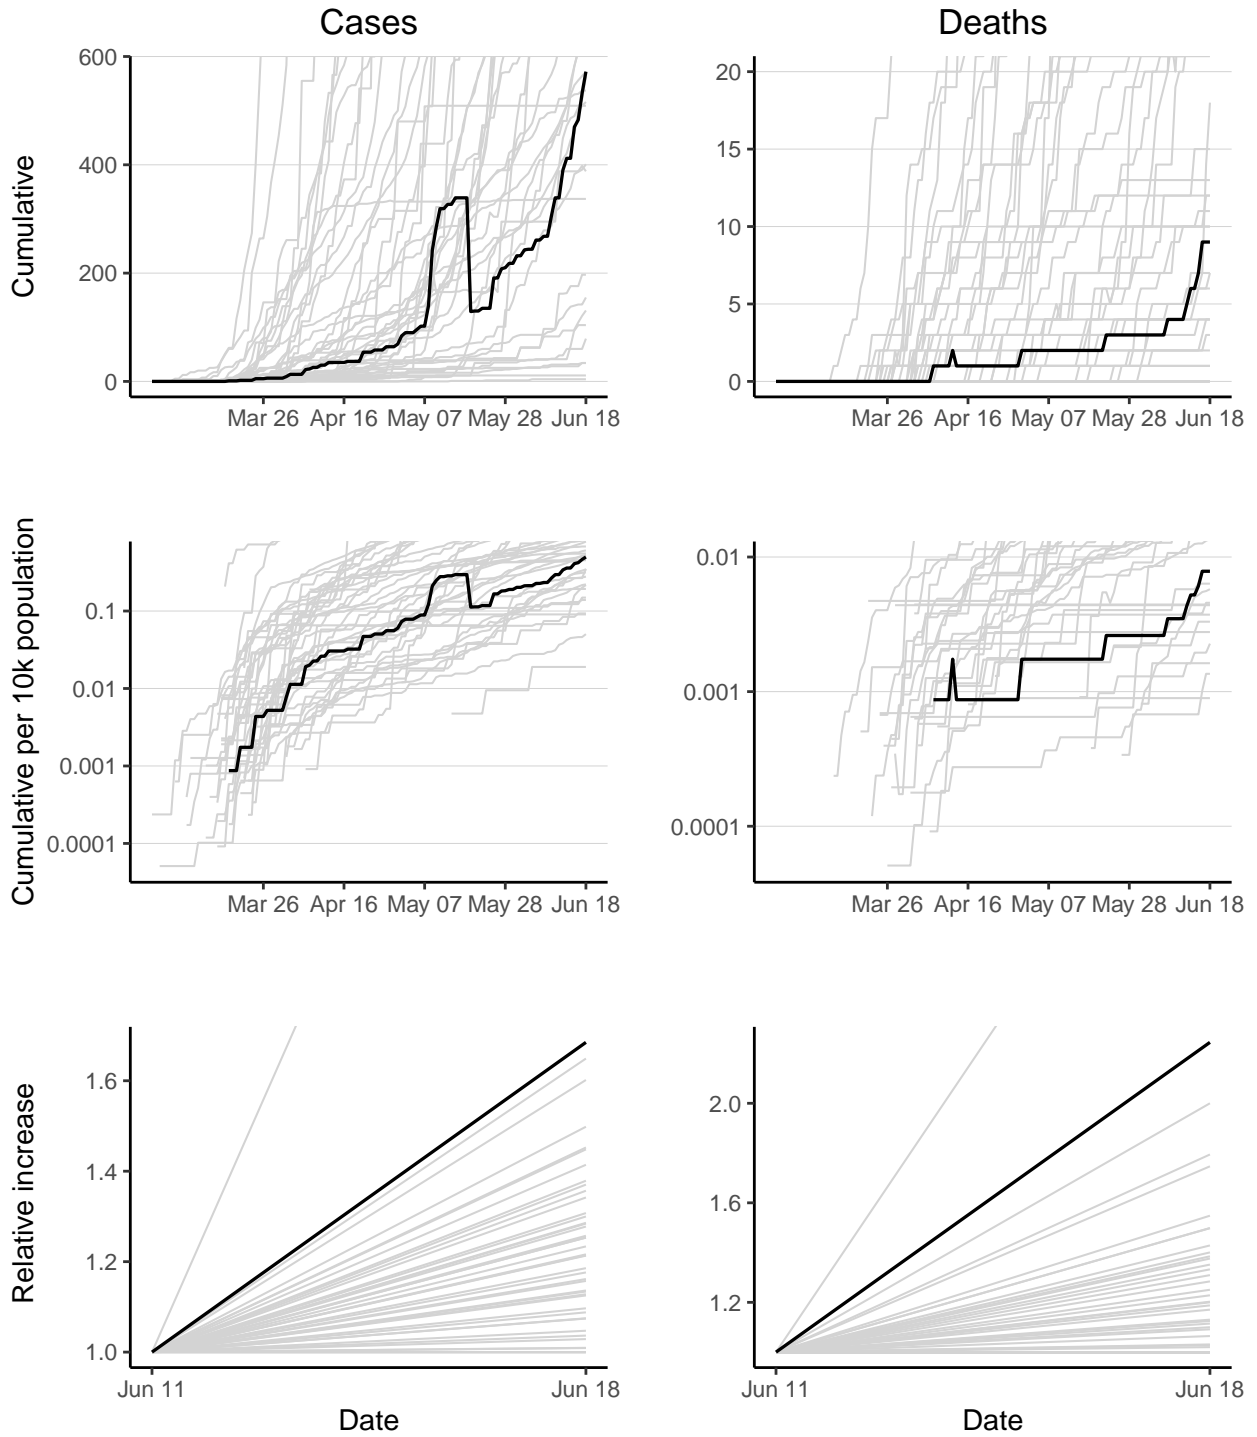 Cases
Deaths
Cumulative
600
400
200
0
Mar 26 Apr 16 May 07 May 28 Jun 18
20
15
10
5
0
Mar 26 Apr 16 May 07 May 28 Jun 18
Cumulative per 10k population
0.1
0.01
0.001
0.0001
Mar 26 Apr 16 May 07 May 28 Jun 18
0.01
0.001
0.0001
Mar 26 Apr 16 May 07 May 28 Jun 18
Relative increase
1.6
1.4
1.2
1.0
Jun 11 Jun 18
Date
2.0
1.6
1.2
Jun 11 Jun 18
Date